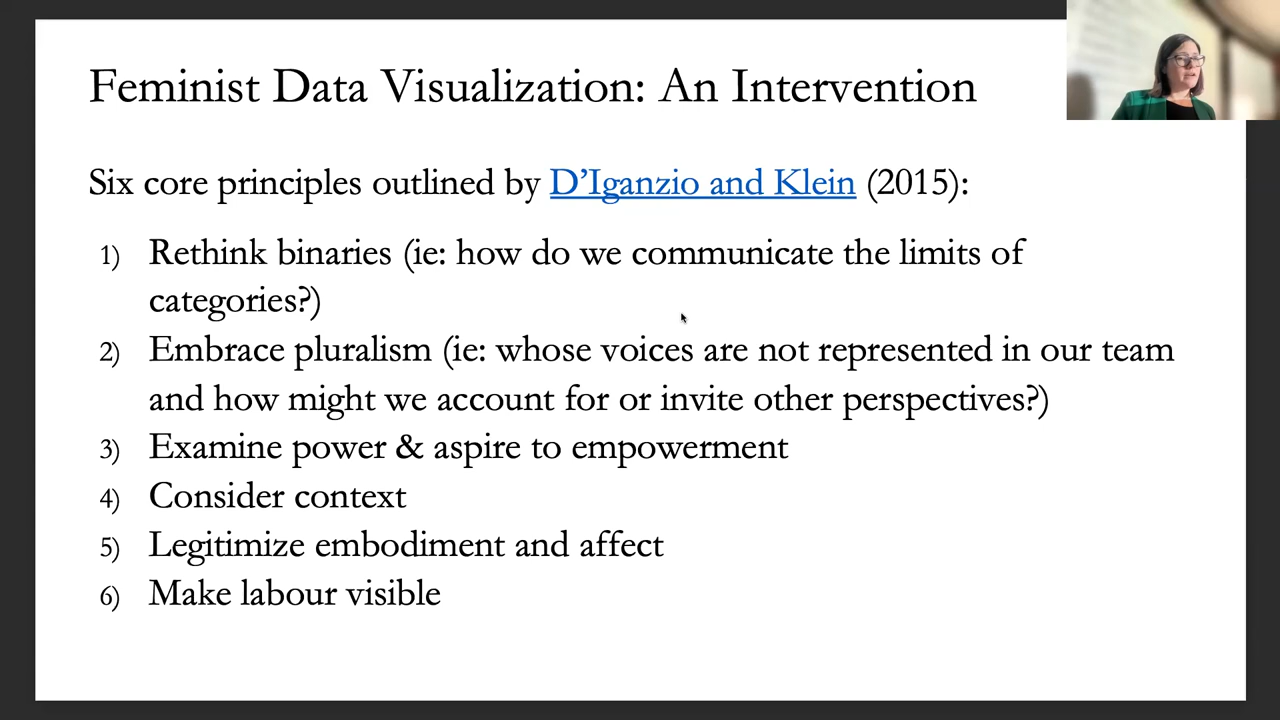 Feminist Data Visualization: An Intervention
Six core principles outlined by D’Iganzio and Klein (2015):
1) Rethink binaries (ie: how do we communicate the limits of
categories?)
2) Embrace pluralism (ie: whose voices are not represented in our team
and how might we account for or invite other perspectives?)
3) Examine power & aspire to empowerment
4) Consider context
5) Legitimize embodiment and affect
6) Make labour visible